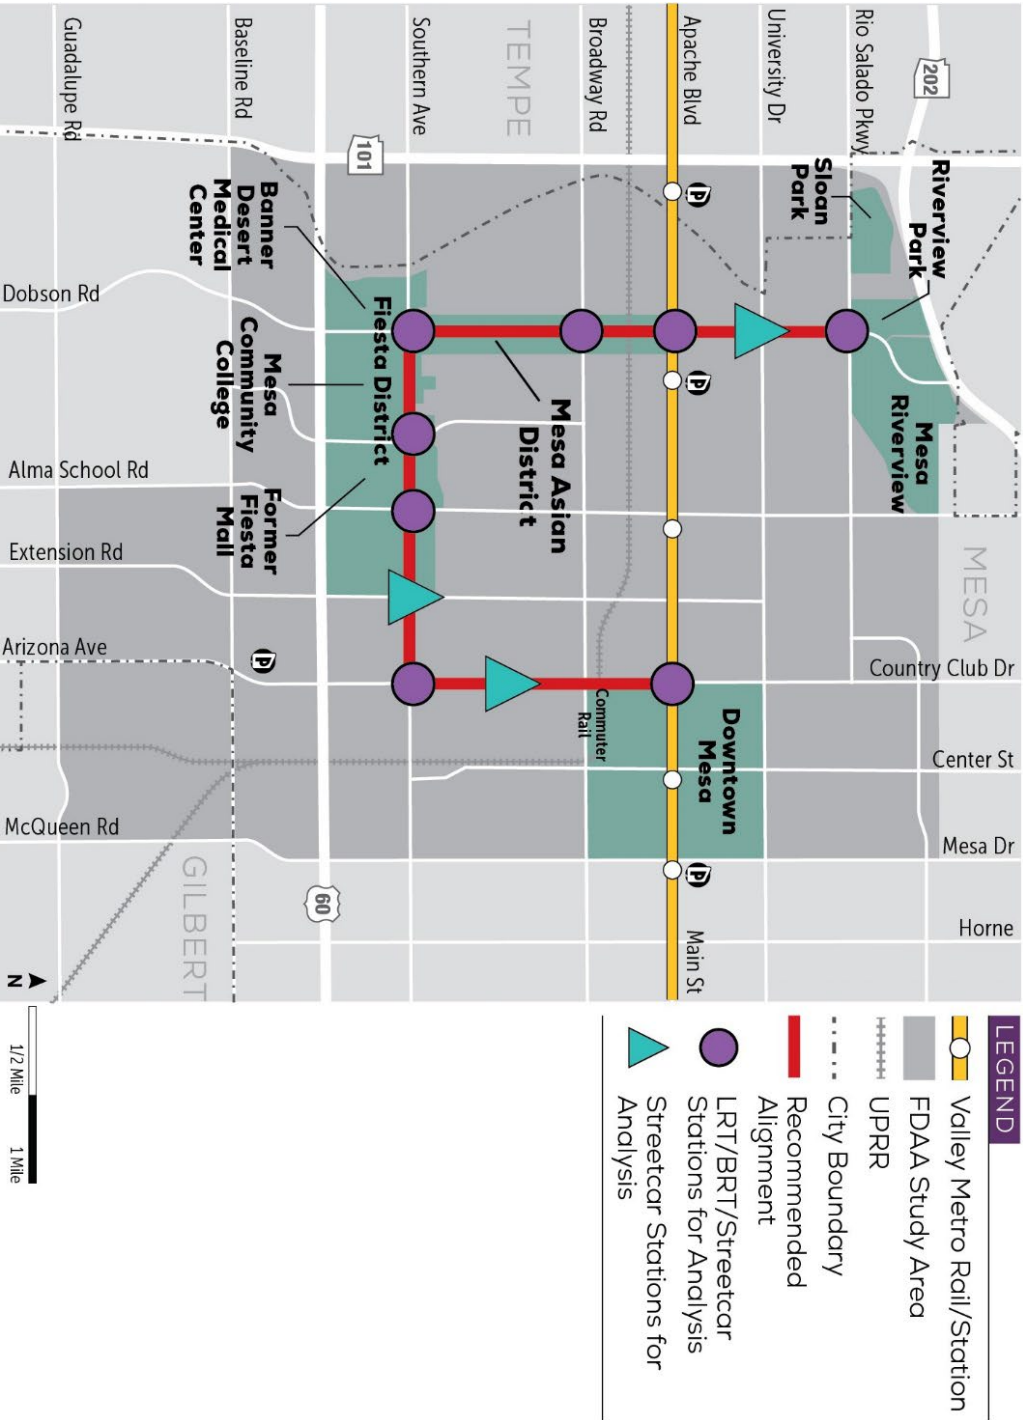 202
Riverview
Park
Sloan
Park
Rio Salado Pkwy
University Dr
Apache Blvd
Broadway Rd
TEMPE
Southern Ave
101
Baseline Rd
Guadalupe Rd
Mesa
Riverview
MESA
Country Club Dr
Center St
Mesa Dr
Horne
P
P
P
Main St
Downtown
Mesa
Commuter
Rail
Mesa Asian
District
Fiesta District
Banner
Desert
Medical
Center
Mesa
Community
College
Former
Fiesta
Mall
60
P
GILBERT
Dobson Rd
Alma School Rd
Extension Rd
Arizona Ave
McQueen Rd
N
1/2 Mile
1 Mile
LEGEND
Valley Metro Rail/Station
FDAA Study Area
UPRR
City Boundary
Recommended
Alignment
LRT/BRT/Streetcar
Stations for Analysis
Streetcar Stations for
Analysis